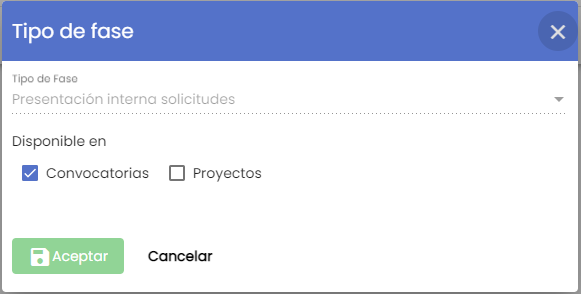 Tipo de fase
Tipo de Fase
Presentación interna solicitudes
Disponible en
Convocatorias Proyectos
Aceptar Cancelar